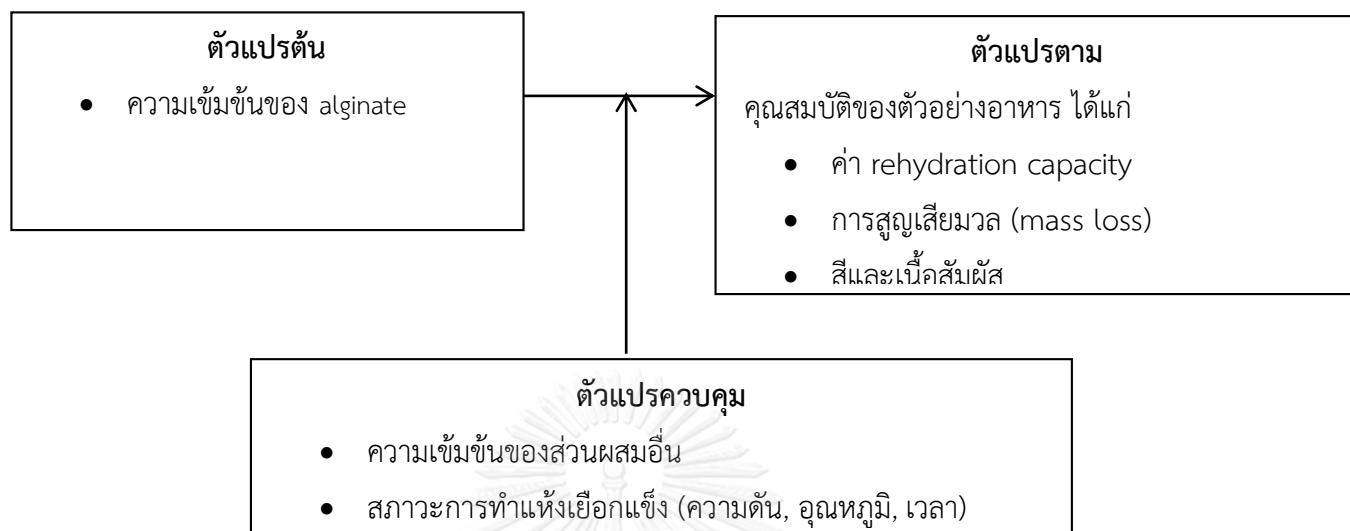 ตัวแปรต้น
• ความเข้มข้นของ alginate
ตัวแปรตาม
คุณสมบัติของตัวอย่างอาหาร ได้แก่
• ค่า rehydration capacity
• การสูญเสียมวล (mass loss)
• สีและเนื้อสัมผัส
ตัวแปรควบคุม
• ความเข้มข้นของส่วนผสมอื่น
• สภาวะการทำแห้งเยือกแข็ง (ความดัน, อุณหภูมิ, เวลา)